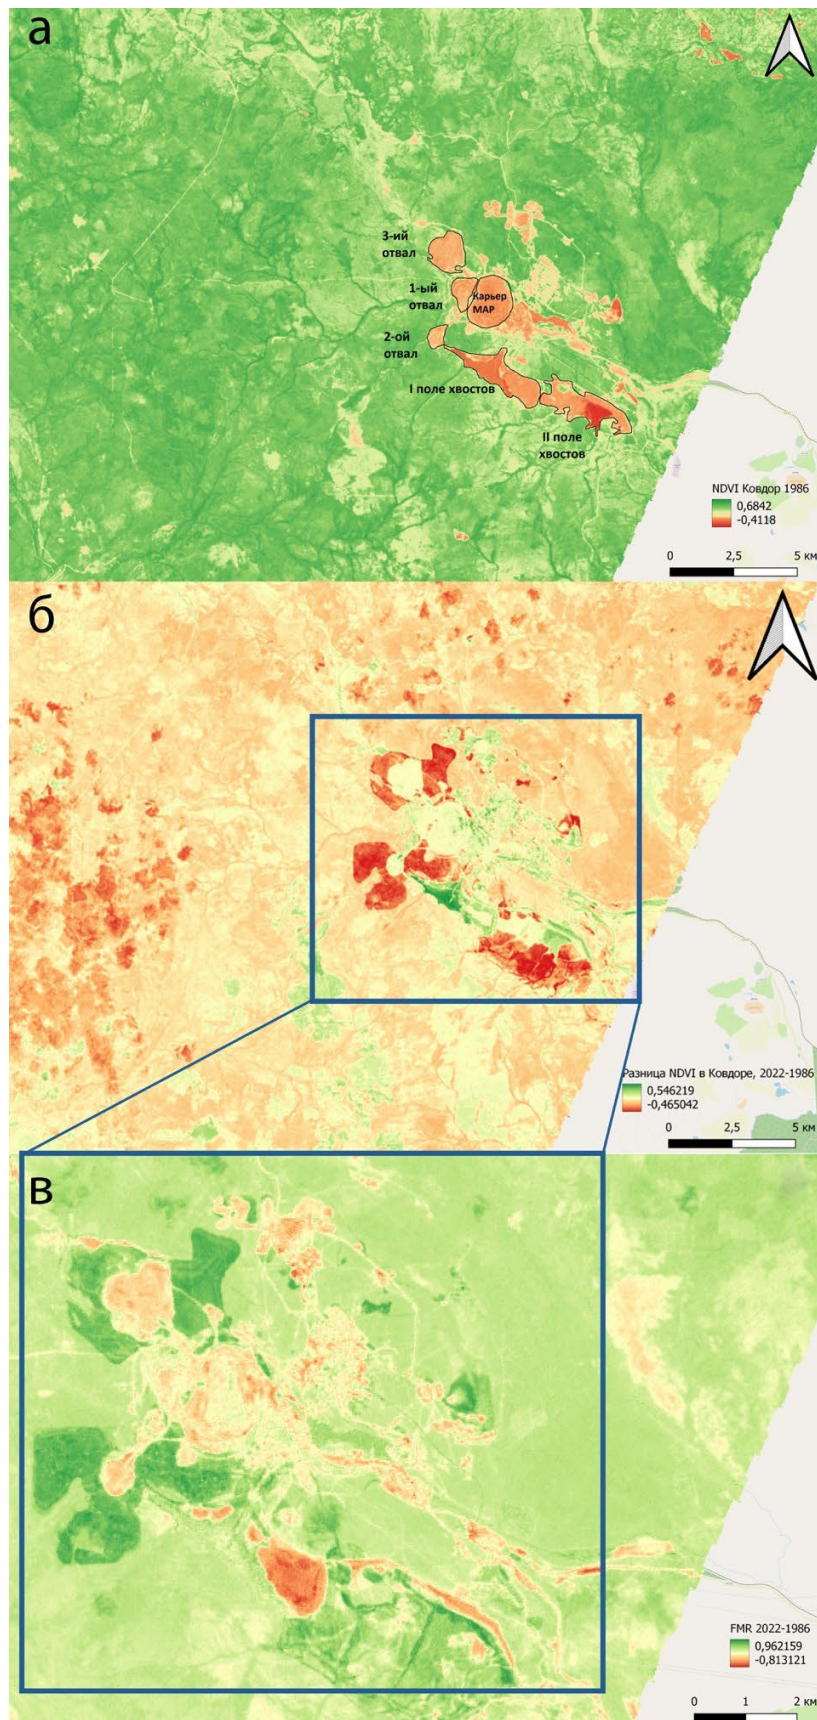 а
3-ий
отвал
1-ый
отвал
Карьер
МАР
2-ой
отвал
I поле хвостов
II поле
хвостов
NDVI Ковдор 1986
0,6842
-0,4118
0 2,5 5 км
б
Разница NDVI в Ковдоре, 2022-1986
0,546219
-0,465042
0 2,5 5 км
в
FMR 2022-1986
0,962159
-0,813121
0 1 2 км